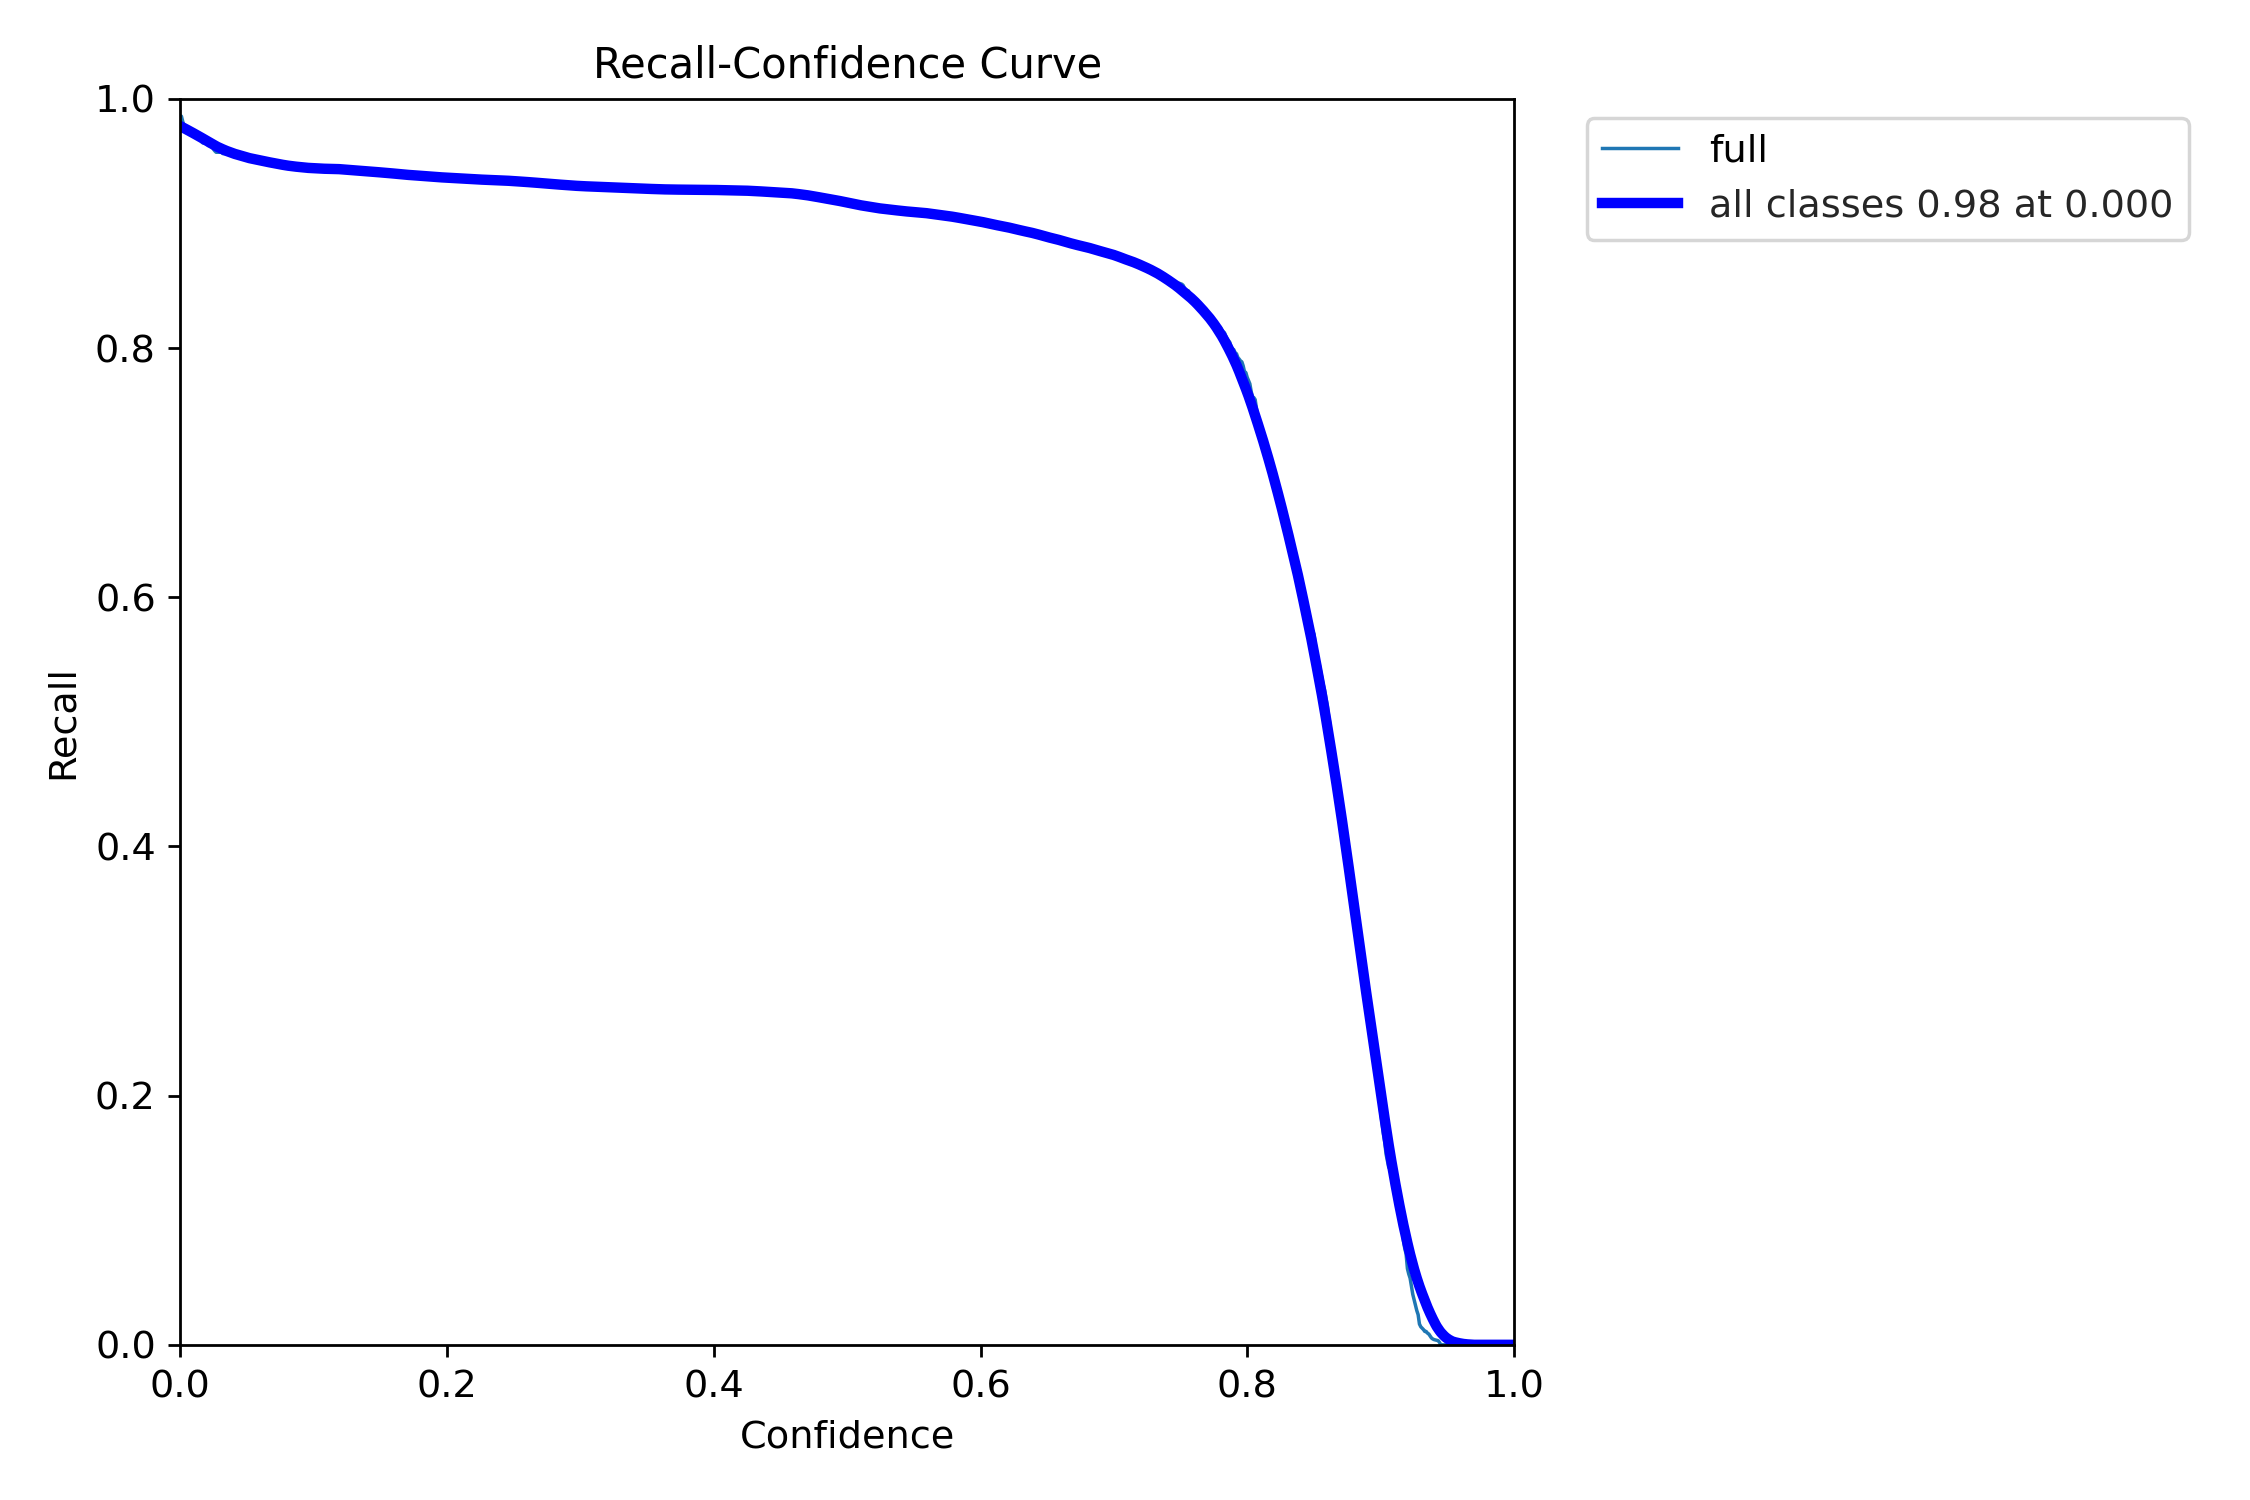 Recall-Confidence Curve
1.0
0.8
0.6
0.4
0.2
0.0
Recall
0.0 0.2 0.4 0.6 0.8 1.0
Confidence
full
all classes 0.98 at 0.000